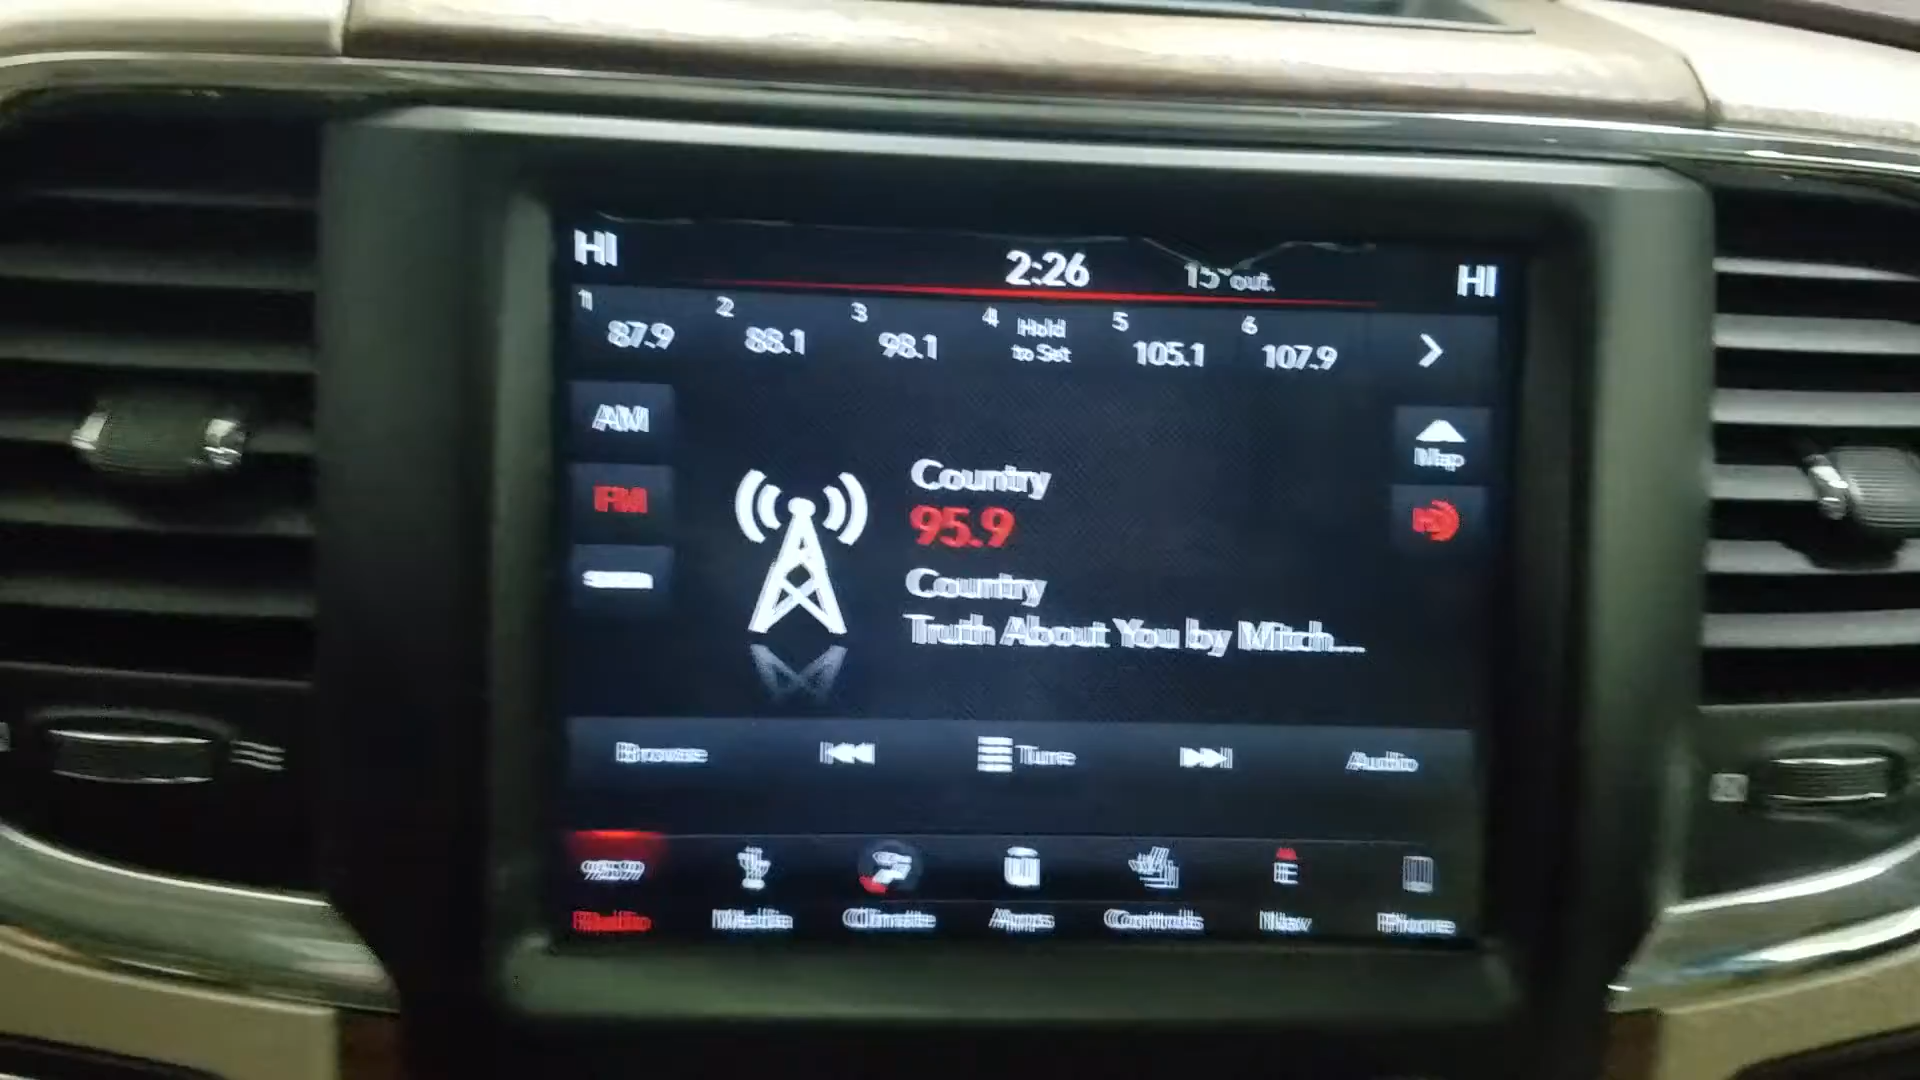 HI 2:26 15° out. HI
1 87.9 2 88.1 3 98.1 4 Hold to Set 5 105.1 6 107.9
AM
Map
FM
Country
95.9
Country
Truth About You by Mitch...
Browse Tune Audio
Radio Media Climate Apps Controls Nav Phone
E